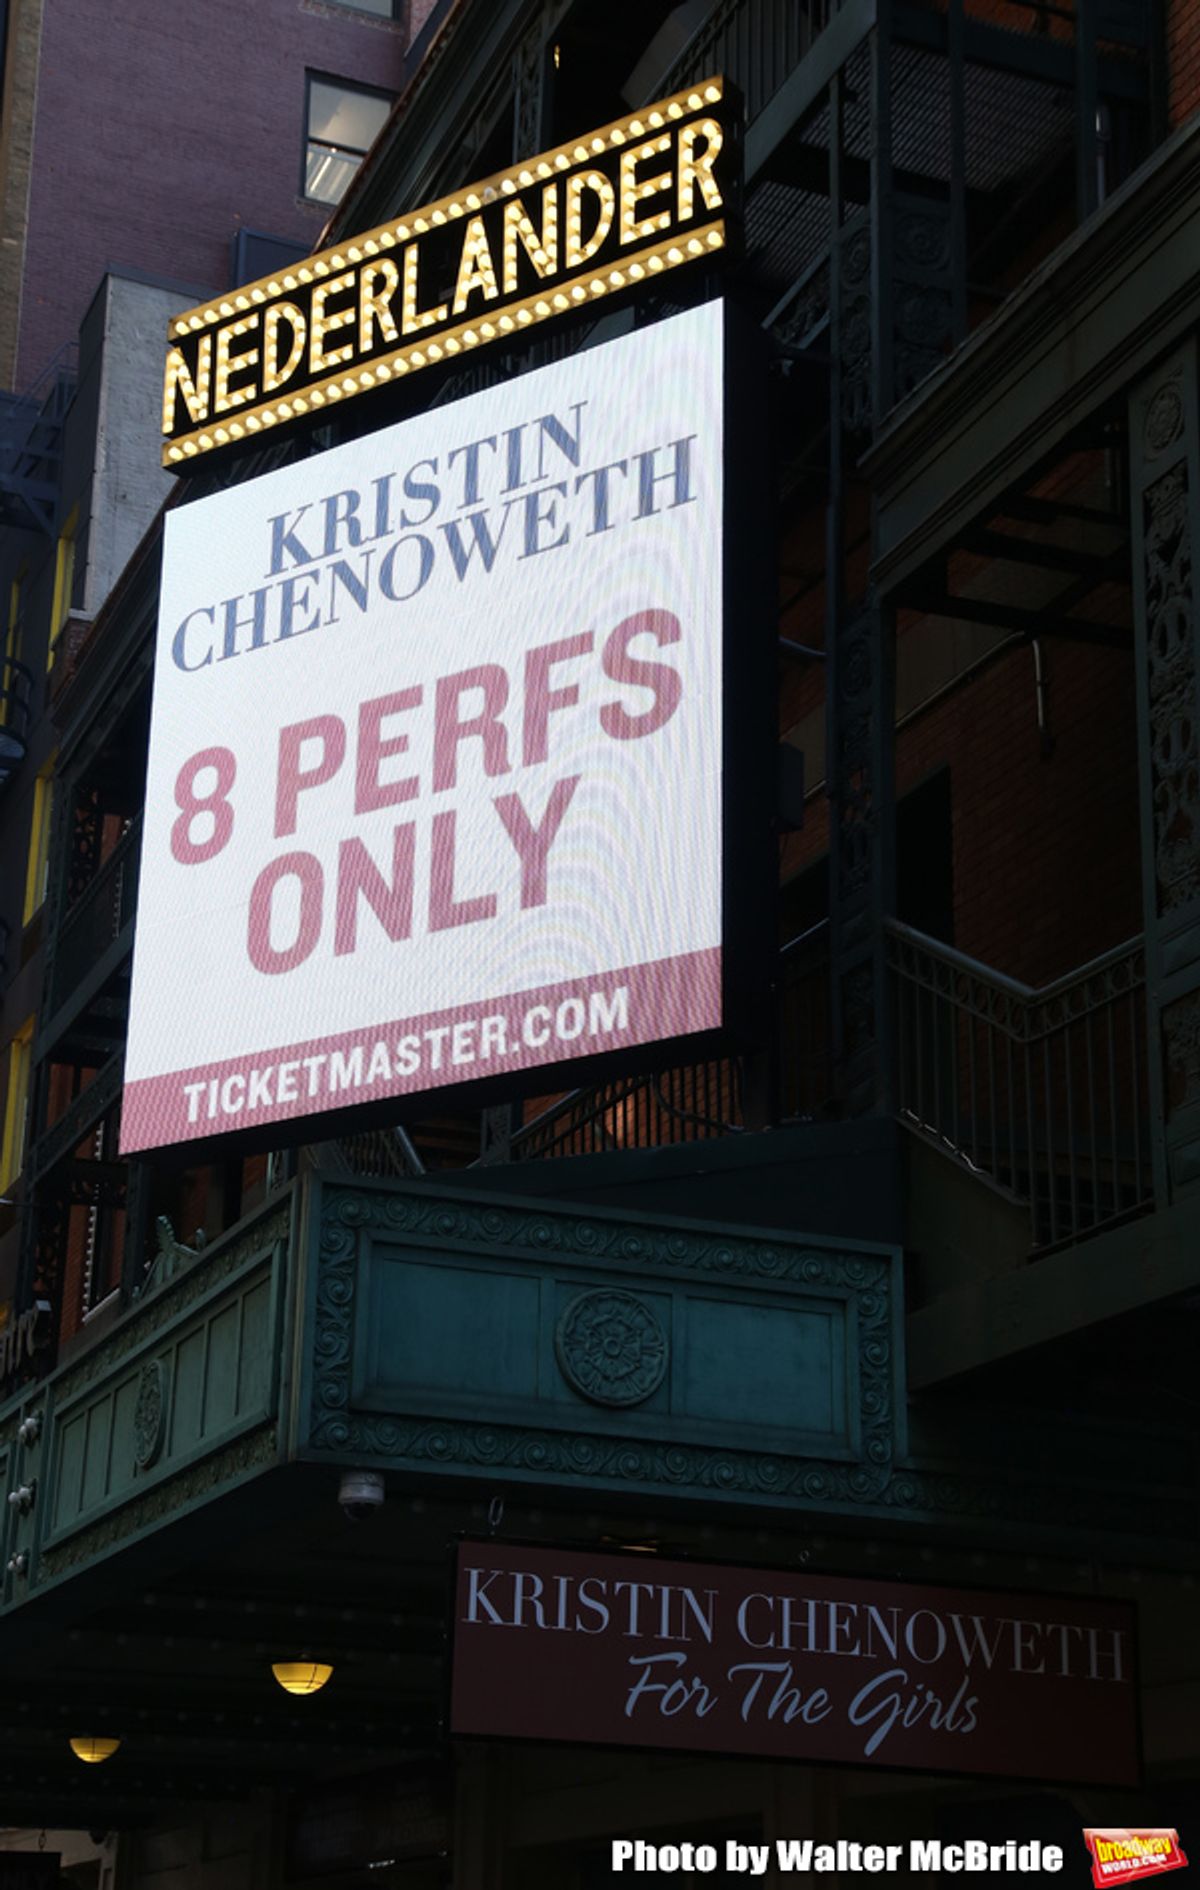 NEDERLANDER
KRISTIN
CHENOWETH
8 PERFS
ONLY
TICKETMASTER.COM
KRISTIN CHENOWETH
For The Girls
Photo by Walter McBride
broadway
WORLD.COM